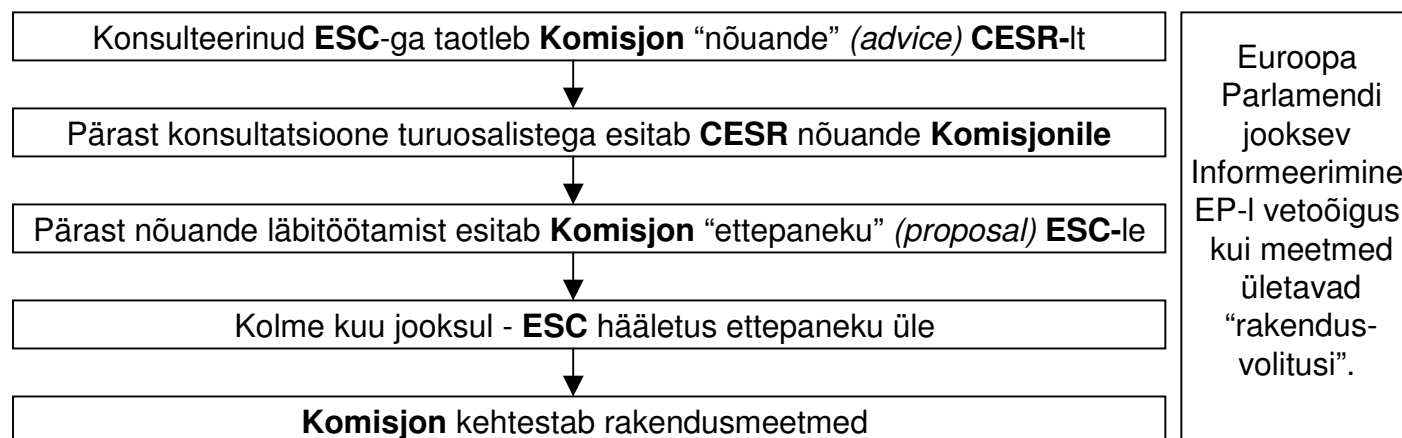 Konsulteerinud ESC-ga taotleb Komisjon “nõuande” (advice) CESR-lt
Pärast konsultatsioone turuosalistega esitab CESR nõuande Komisjonile
Pärast nõuande läbitöötamist esitab Komisjon “ettepaneku” (proposal) ESC-le
Kolme kuu jooksul - ESC hääletus ettepaneku üle
Komisjon kehtestab rakendusmeetmed
Euroopa
Parlamendi
jooksev
Informeerimine
EP-l vetoõigus
kui meetmed
ületavad
“rakendus-
volitusi”.